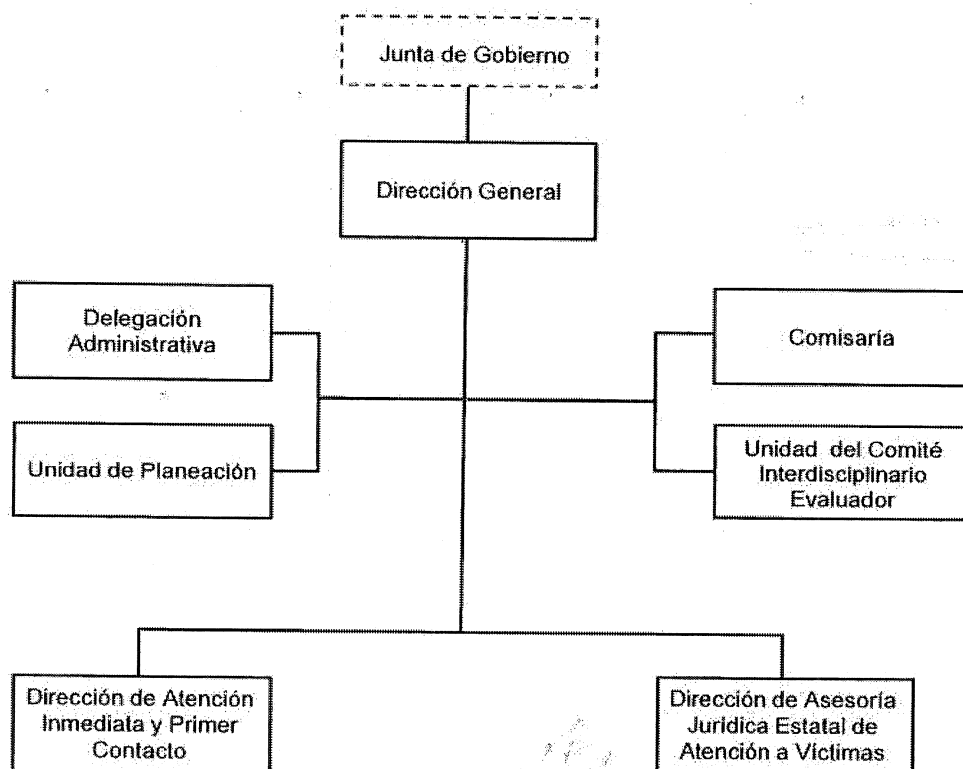 Junta de Gobierno
Dirección General
Delegación
Administrativa
Comisaría
Unidad de Planeación
Unidad del Comité
Interdisciplinario
Evaluador
Dirección de Atención
Inmediata y Primer
Contacto
Dirección de Asesoría
Jurídica Estatal de
Atención a Víctimas